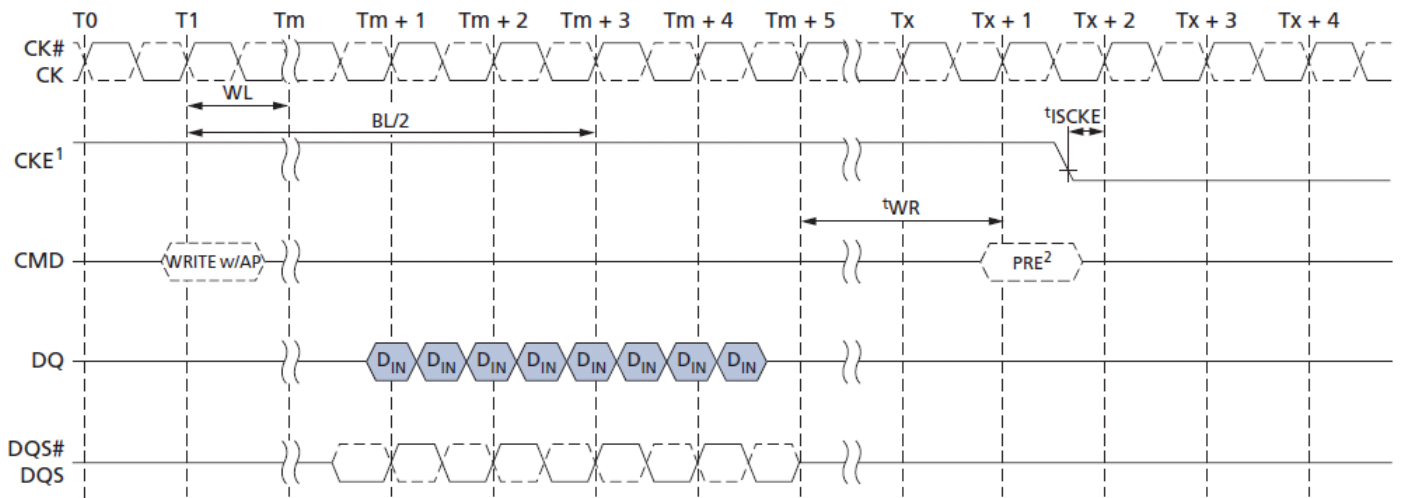 T0 T1 Tm Tm + 1 Tm + 2 Tm + 3 Tm + 4 Tm + 5 Tx Tx + 1 Tx + 2 Tx + 3 Tx + 4
CK#
CK
WL
BL/2
tISCKE
CKE1
tWR
CMD WRITE w/AP PRE2
DQ DIN DIN DIN DIN DIN DIN DIN DIN
DQS#
DQS